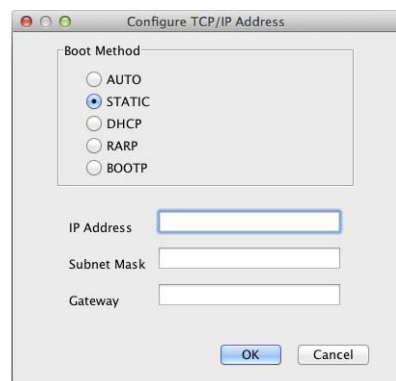 Configure TCP/IP Address
Boot Method
AUTO
STATIC
DHCP
RARP
BOOTP
IP Address
Subnet Mask
Gateway
OK Cancel